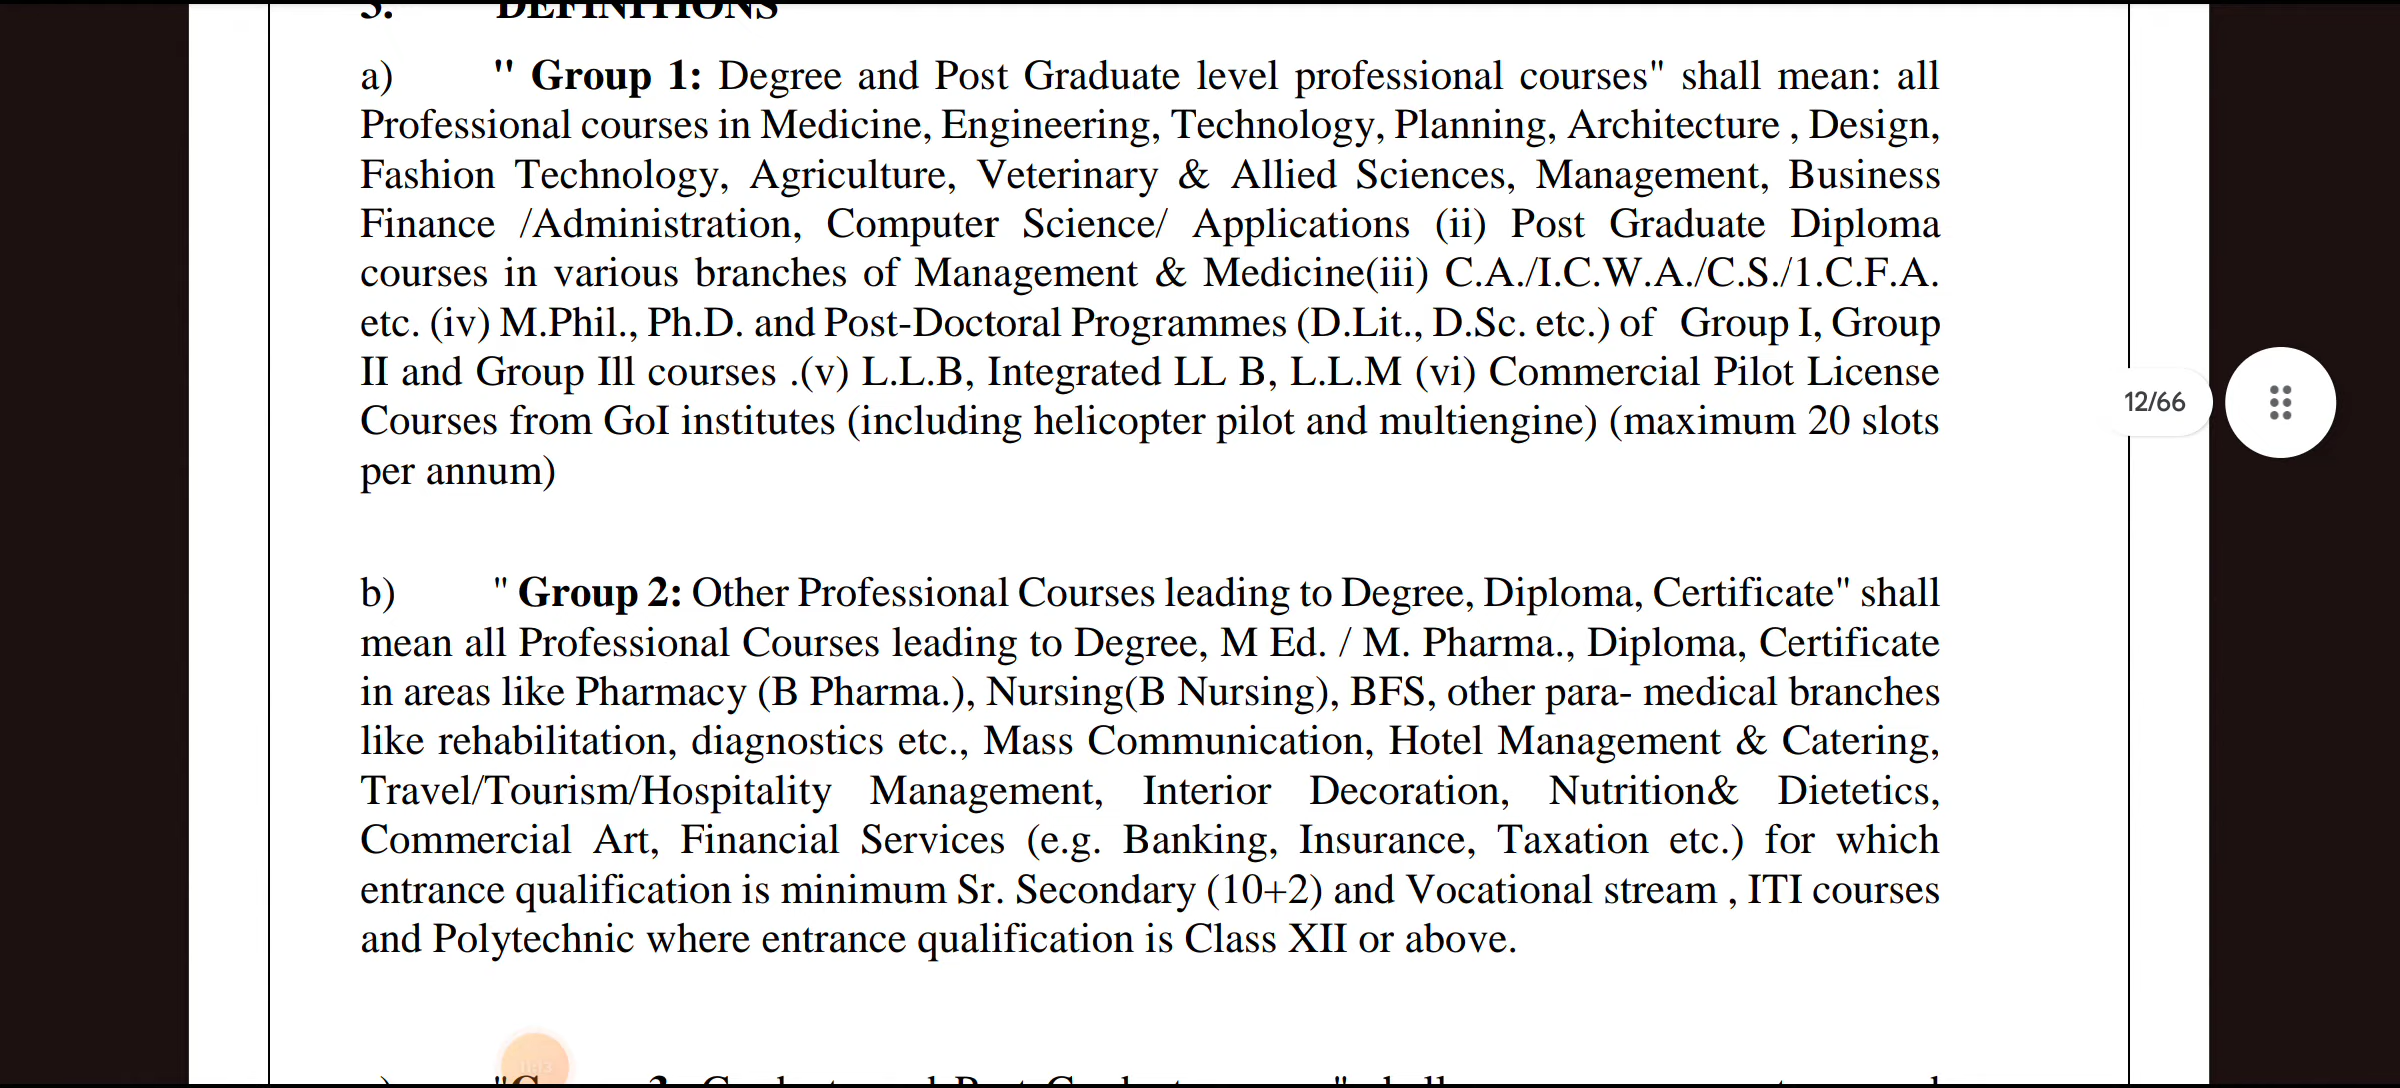 3. DEFINITIONS
a) " Group 1: Degree and Post Graduate level professional courses" shall mean: all
Professional courses in Medicine, Engineering, Technology, Planning, Architecture , Design,
Fashion Technology, Agriculture, Veterinary & Allied Sciences, Management, Business
Finance /Administration, Computer Science/ Applications (ii) Post Graduate Diploma
courses in various branches of Management & Medicine(iii) C.A./I.C.W.A./C.S./1.C.F.A.
etc. (iv) M.Phil., Ph.D. and Post-Doctoral Programmes (D.Lit., D.Sc. etc.) of Group I, Group
II and Group Ill courses .(v) L.L.B, Integrated LL B, L.L.M (vi) Commercial Pilot License
Courses from GoI institutes (including helicopter pilot and multiengine) (maximum 20 slots
per annum)
12/66
b) " Group 2: Other Professional Courses leading to Degree, Diploma, Certificate" shall
mean all Professional Courses leading to Degree, M Ed. / M. Pharma., Diploma, Certificate
in areas like Pharmacy (B Pharma.), Nursing(B Nursing), BFS, other para- medical branches
like rehabilitation, diagnostics etc., Mass Communication, Hotel Management & Catering,
Travel/Tourism/Hospitality Management, Interior Decoration, Nutrition& Dietetics,
Commercial Art, Financial Services (e.g. Banking, Insurance, Taxation etc.) for which
entrance qualification is minimum Sr. Secondary (10+2) and Vocational stream , ITI courses
and Polytechnic where entrance qualification is Class XII or above.